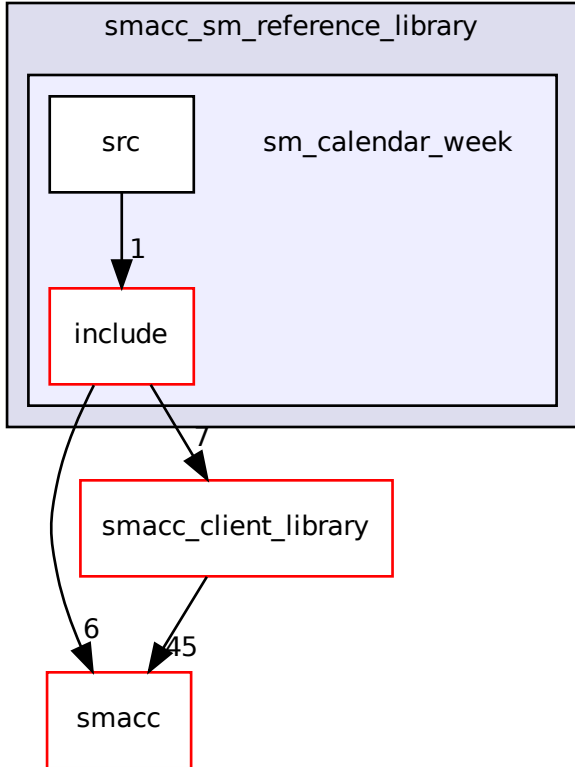 smacc_sm_reference_library
src
sm_calendar_week
1
include
7
smacc_client_library
6
45
smacc